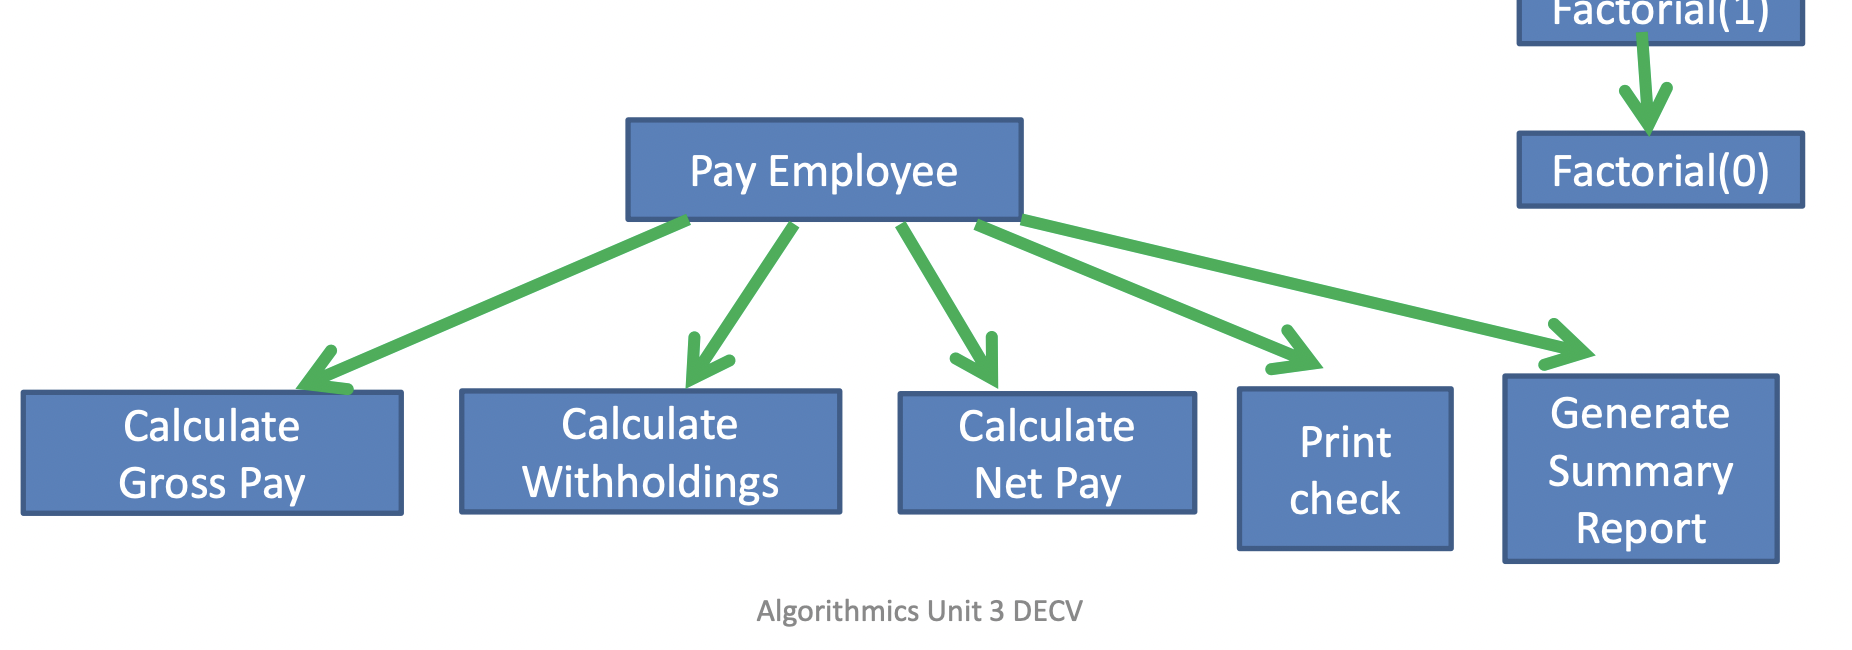 Factorial(1)
Factorial(0)
Pay Employee
Calculate
Gross Pay
Calculate
Withholdings
Calculate
Net Pay
Print
check
Generate
Summary
Report
Algorithmics Unit 3 DECV